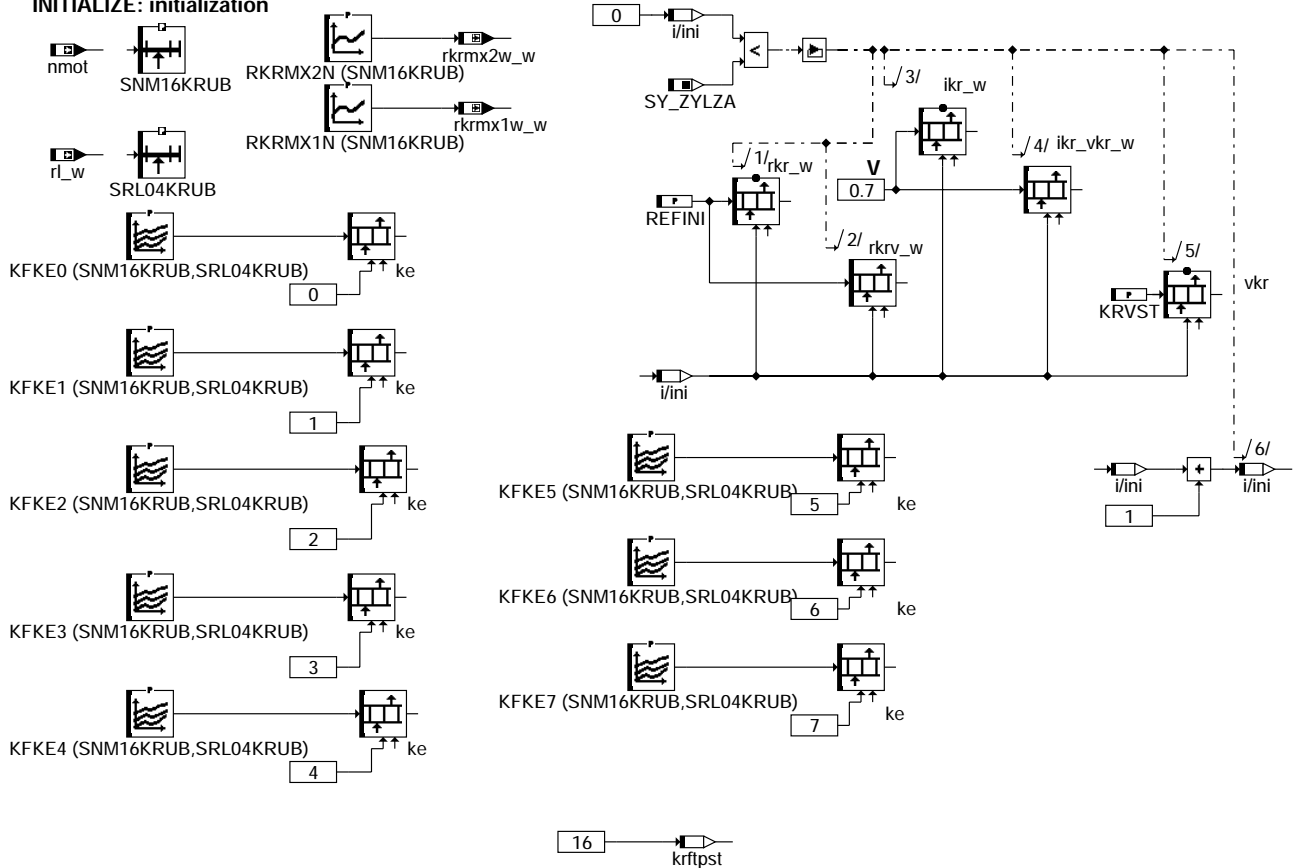 INITIALIZE: initialization
nmot
SNM16KRUB
P
RKRMX2N (SNM16KRUB)
rkrmx2w_w
P
RKRMX1N (SNM16KRUB)
rkrmx1w_w
rl_w
SRL04KRUB
0
i/ini
<
SY_ZYLZA
3/
ikr_w
4/
ikr_vkr_w
1/
rkr_w
V
0.7
P
REFINI
2/
rkrv_w
5/
P
KRVST
vkr
i/ini
P
KFKE0 (SNM16KRUB,SRL04KRUB)
0
ke
P
KFKE1 (SNM16KRUB,SRL04KRUB)
1
ke
P
KFKE2 (SNM16KRUB,SRL04KRUB)
2
ke
P
KFKE3 (SNM16KRUB,SRL04KRUB)
3
ke
P
KFKE4 (SNM16KRUB,SRL04KRUB)
4
ke
P
KFKE5 (SNM16KRUB,SRL04KRUB)
5
ke
P
KFKE6 (SNM16KRUB,SRL04KRUB)
6
ke
P
KFKE7 (SNM16KRUB,SRL04KRUB)
7
ke
6/
i/ini
+
i/ini
1
16
krftpst